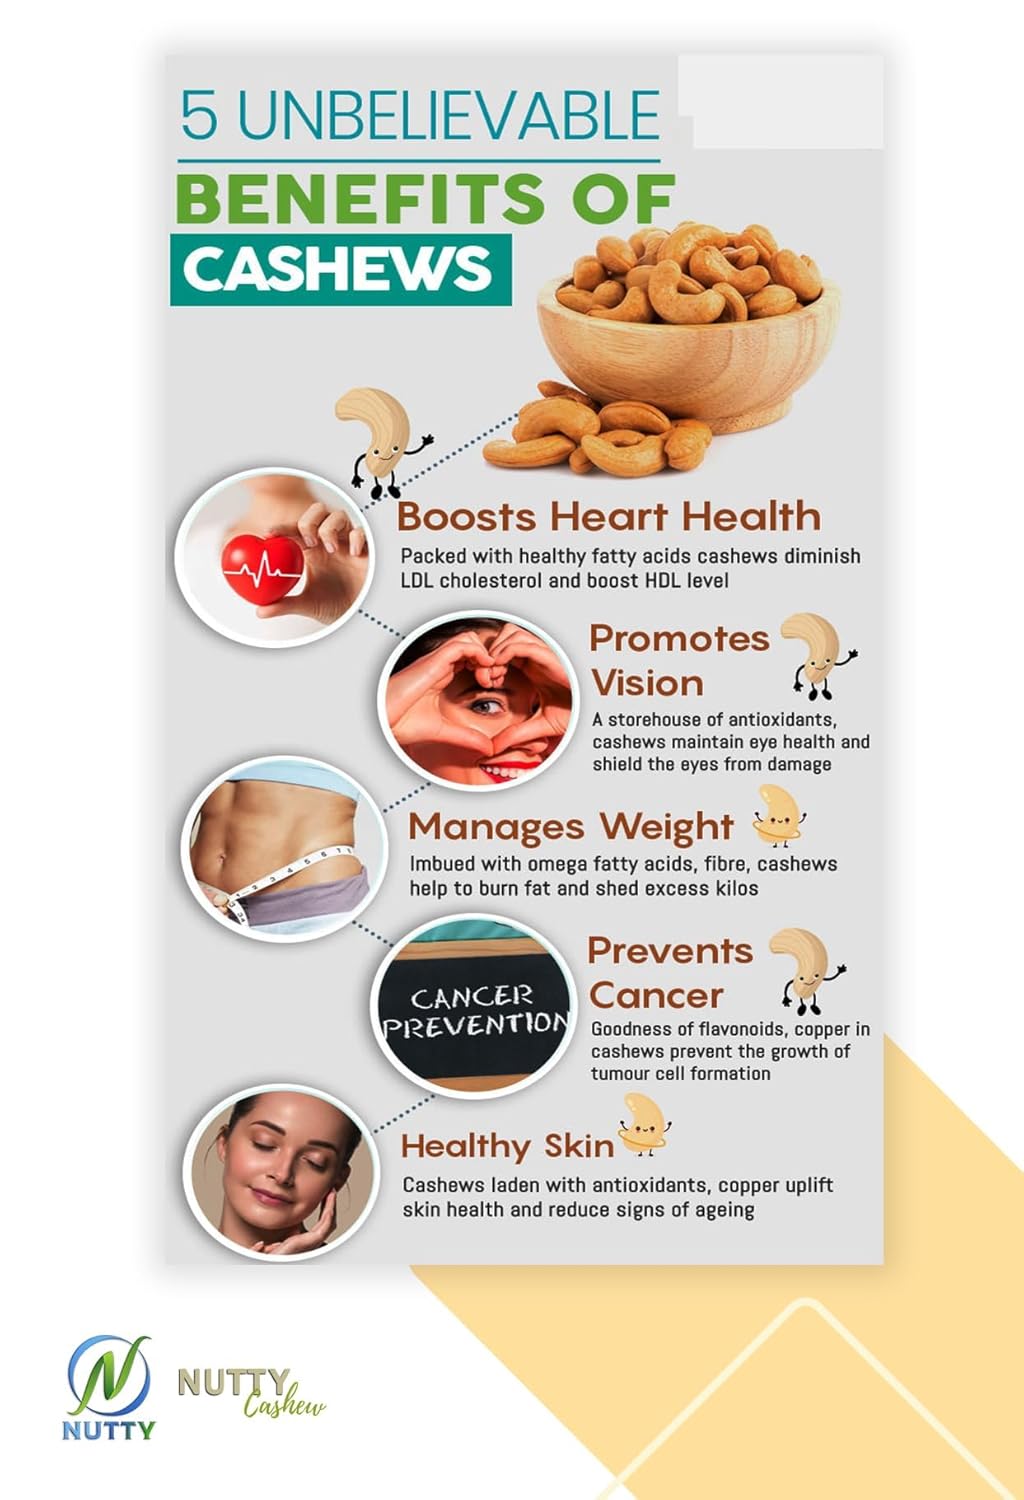 5 UNBELIEVABLE
BENEFITS OF
CASHEWS
Boosts Heart Health
Packed with healthy fatty acids cashews diminish
LDL cholesterol and boost HDL level
Promotes
Vision
A storehouse of antioxidants,
cashews maintain eye health and
shield the eyes from damage
Manages Weight
Imbued with omega fatty acids, fibre, cashews
help to burn fat and shed excess kilos
CANCER
PREVENTION
Prevents
Cancer
Goodness of flavonoids, copper in
cashews prevent the growth of
tumour cell formation
Healthy Skin
Cashews laden with antioxidants, copper uplift
skin health and reduce signs of ageing
N
NUTTY
NUTTY
Cashew